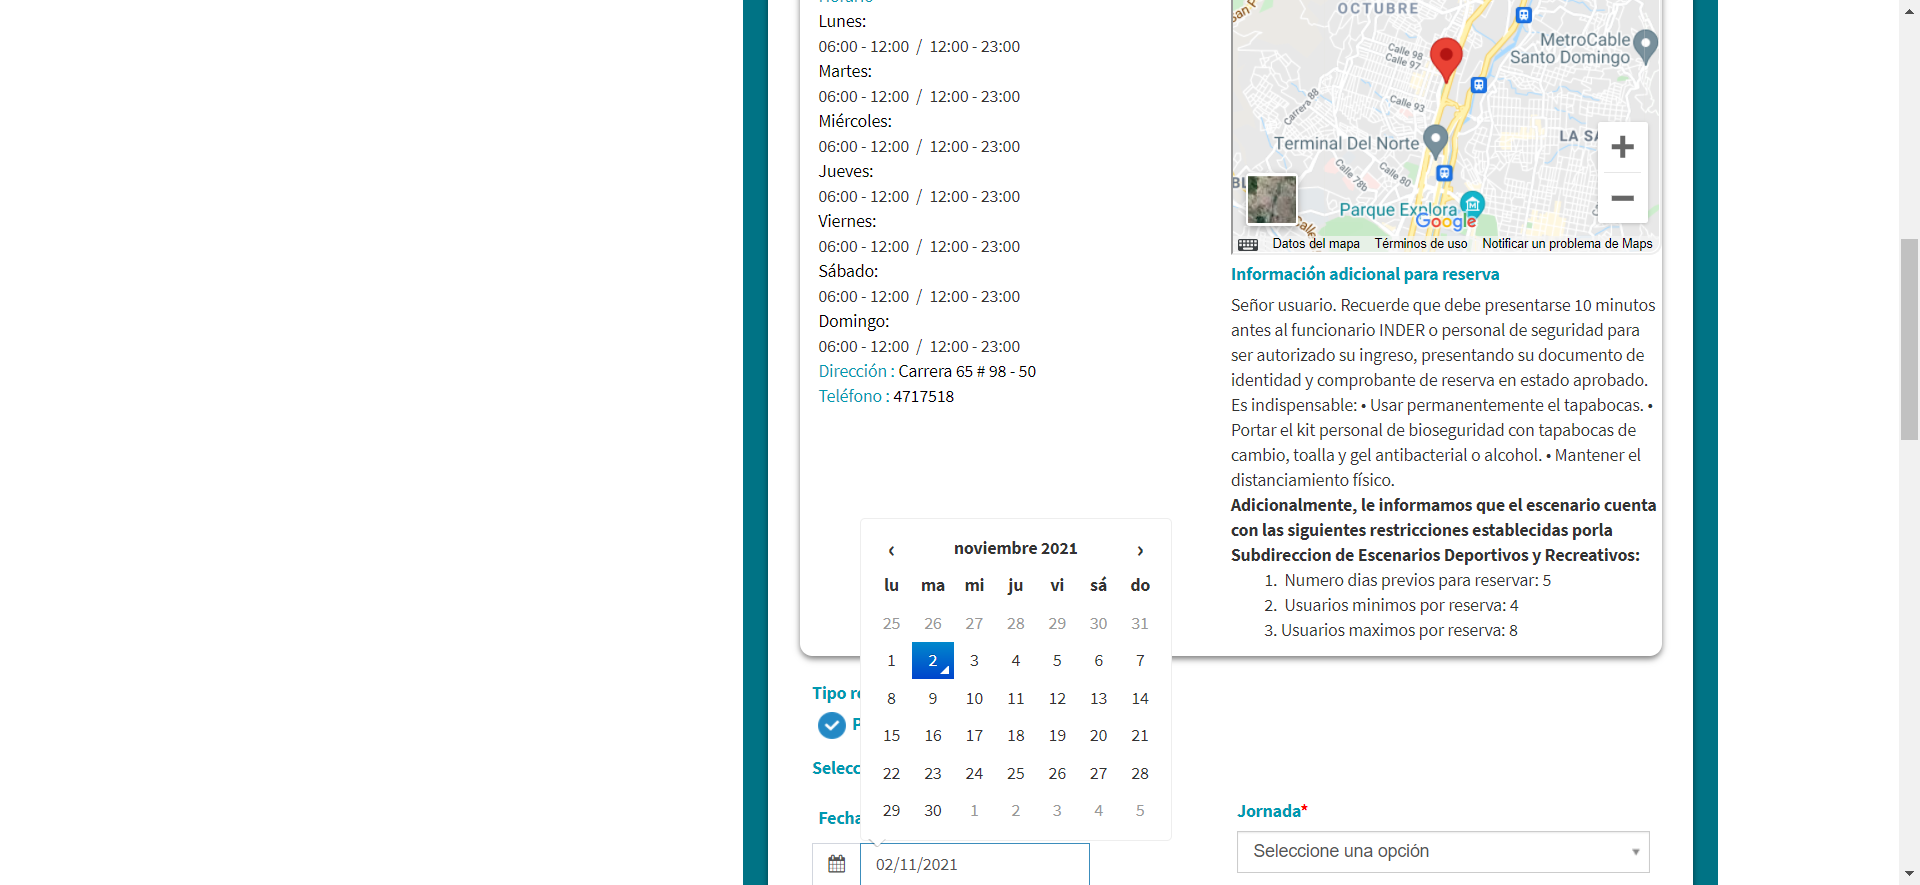 Horario
Lunes:
06:00 - 12:00 / 12:00 - 23:00
Martes:
06:00 - 12:00 / 12:00 - 23:00
Miércoles:
06:00 - 12:00 / 12:00 - 23:00
Jueves:
06:00 - 12:00 / 12:00 - 23:00
Viernes:
06:00 - 12:00 / 12:00 - 23:00
Sábado:
06:00 - 12:00 / 12:00 - 23:00
Domingo:
06:00 - 12:00 / 12:00 - 23:00
Dirección : Carrera 65 # 98 - 50
Teléfono : 4717518
OCTUBRE
MetroCable
Santo Domingo
Calle 98
Calle 97
Carrera 88
Calle 93
Terminal Del Norte
LA SA
Calle 78b
Calle 80
Parque Explora
Calle
Google
Datos del mapa
Términos de uso
Notificar un problema de Maps
Información adicional para reserva
Señor usuario. Recuerde que debe presentarse 10 minutos
antes al funcionario INDER o personal de seguridad para
ser autorizado su ingreso, presentando su documento de
identidad y comprobante de reserva en estado aprobado.
Es indispensable: • Usar permanentemente el tapabocas. •
Portar el kit personal de bioseguridad con tapabocas de
cambio, toalla y gel antibacterial o alcohol. • Mantener el
distanciamiento físico.
Adicionalmente, le informamos que el escenario cuenta
con las siguientes restricciones establecidas porla
Subdireccion de Escenarios Deportivos y Recreativos:
1. Numero dias previos para reservar: 5
2. Usuarios minimos por reserva: 4
3. Usuarios maximos por reserva: 8
‹ noviembre 2021 ›
lu ma mi ju vi sá do
25 26 27 28 29 30 31
1 2 3 4 5 6 7
8 9 10 11 12 13 14
15 16 17 18 19 20 21
22 23 24 25 26 27 28
29 30 1 2 3 4 5
Tipo re
P
Selecc
Fecha
02/11/2021
Jornada*
Seleccione una opción